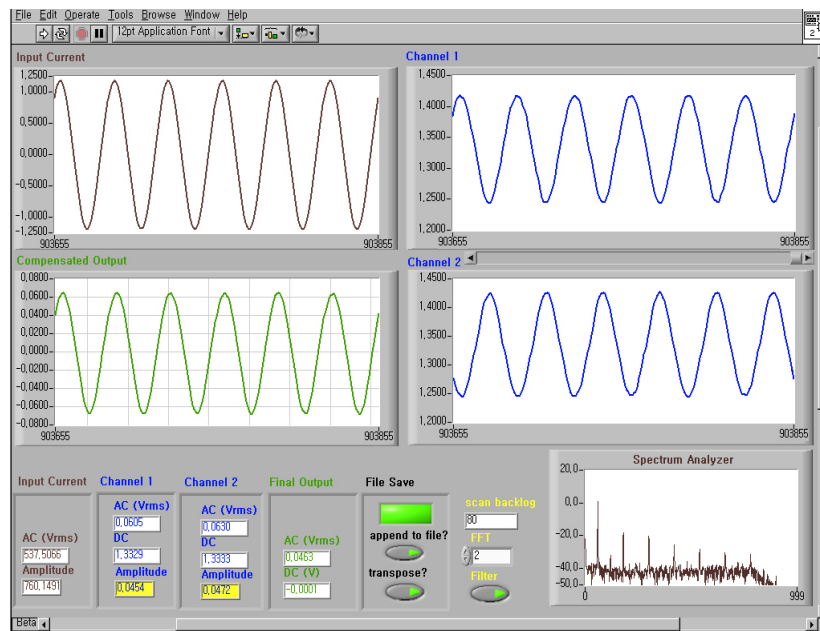 File Edit Operate Tools Browse Window Help
12pt Application Font
2
Input Current
1,2500
1,0000
0,5000
0,0000
-0,5000
-1,0000
-1,2500
903655 903855
Channel 1
1,4500
1,4000
1,3500
1,3000
1,2500
1,2000
903655 903855
Compensated Output
0,0800
0,0600
0,0400
0,0200
0,0000
-0,0200
-0,0400
-0,0600
-0,0800
903655 903855
Channel 2
1,4500
1,4000
1,3500
1,3000
1,2500
1,2000
903655 903855
Input Current
AC (Vrms)
537,5066
Amplitude
760,1491
Channel 1
AC (Vrms)
0,0605
DC
1,3329
Amplitude
0,0454
Channel 2
AC (Vrms)
0,0630
DC
1,3333
Amplitude
0,0472
Final Output
AC (Vrms)
0,0463
DC (V)
-0,0001
File Save
append to file?
transpose?
scan backlog
80
FFT
2
Filter
Spectrum Analyzer
20,0
0,0
-20,0
-40,0
-50,0
0 999
Beta